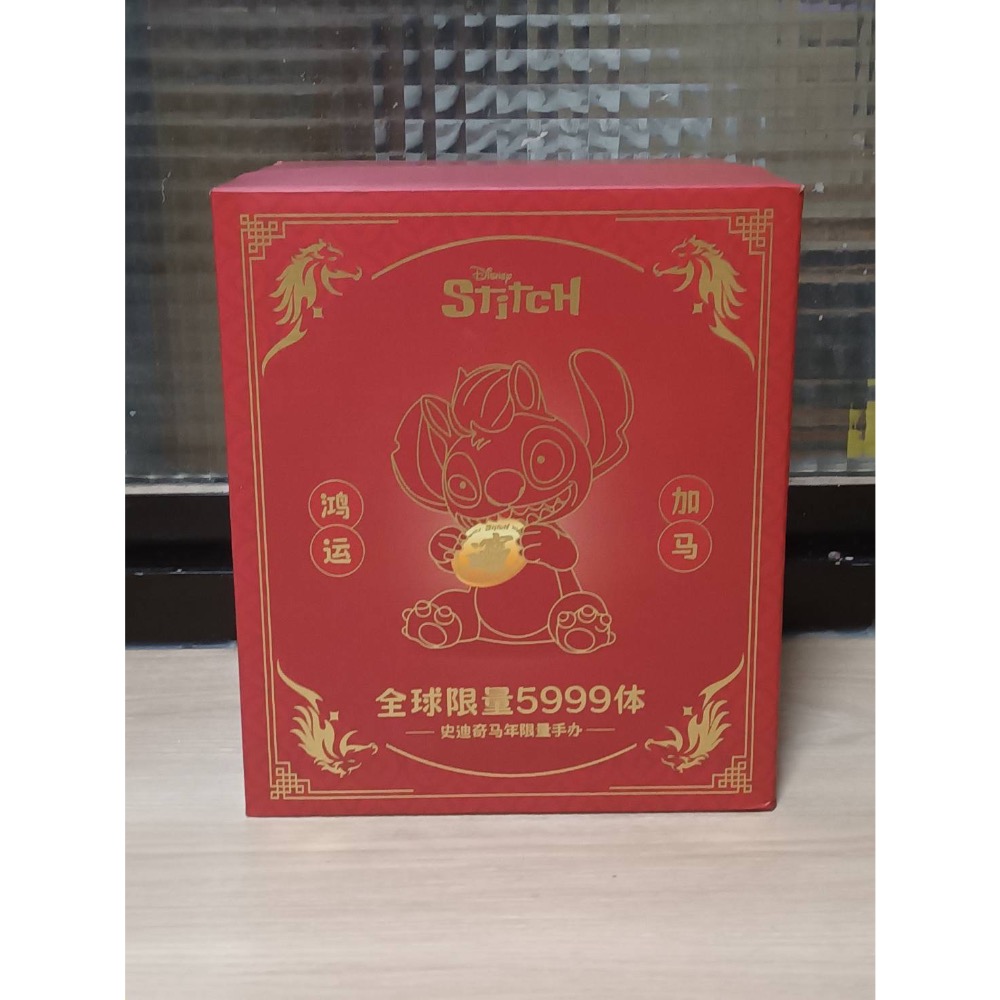 Disney
Stitch
鸿运
加马
Stitch
全球限量5999体
史迪奇马年限量手办